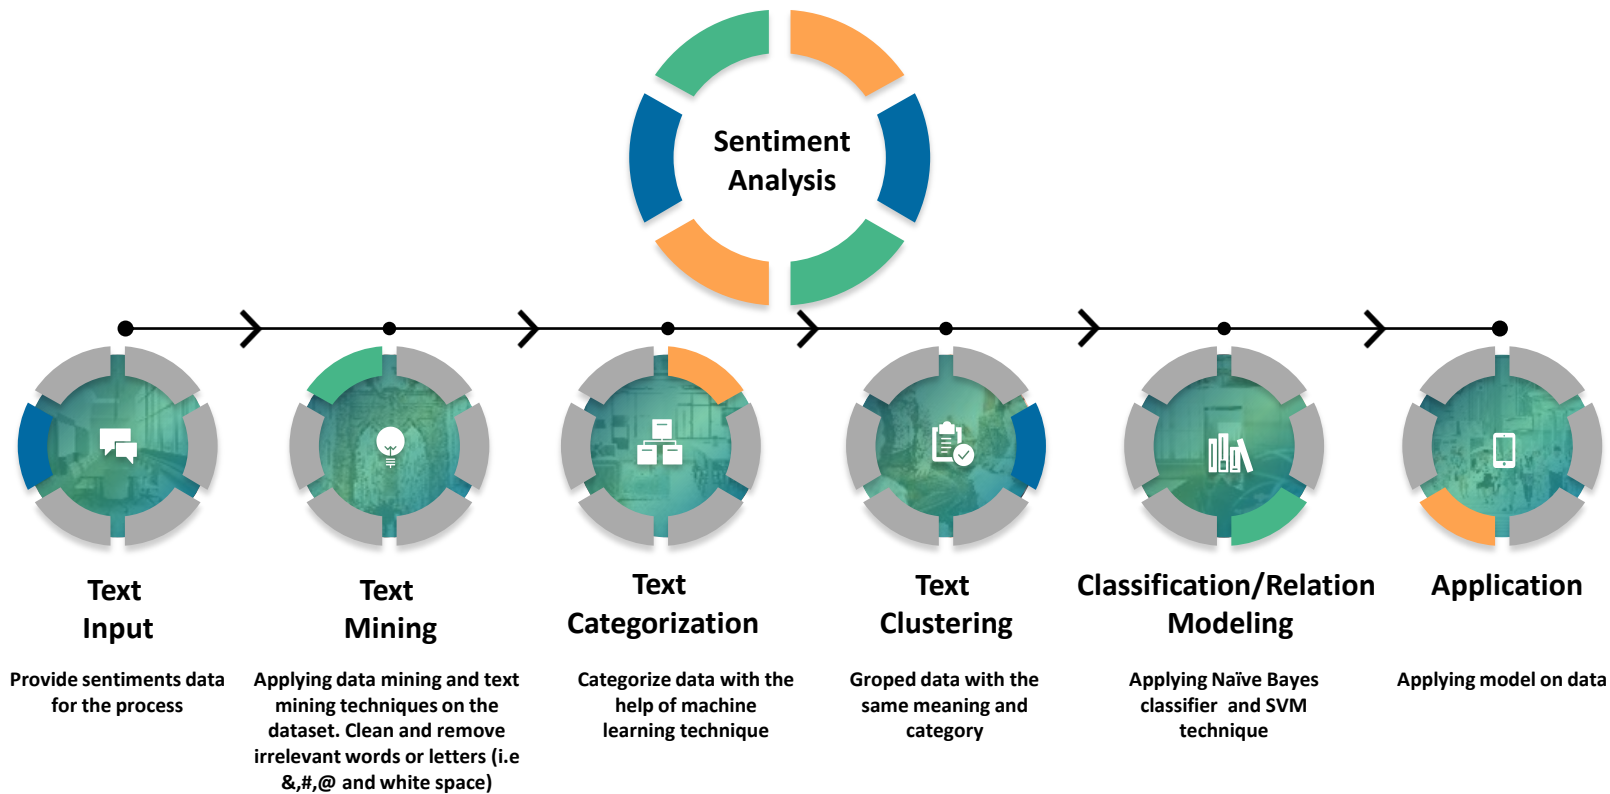 Sentiment
Analysis
Text
Input
Provide sentiments data
for the process
Text
Mining
Applying data mining and text
mining techniques on the
dataset. Clean and remove
irrelevant words or letters (i.e
&,#,@ and white space)
Text
Categorization
Categorize data with the
help of machine
learning technique
Text
Clustering
Groped data with the
same meaning and
category
Classification/Relation
Modeling
Applying Naïve Bayes
classifier and SVM
technique
Application
Applying model on data